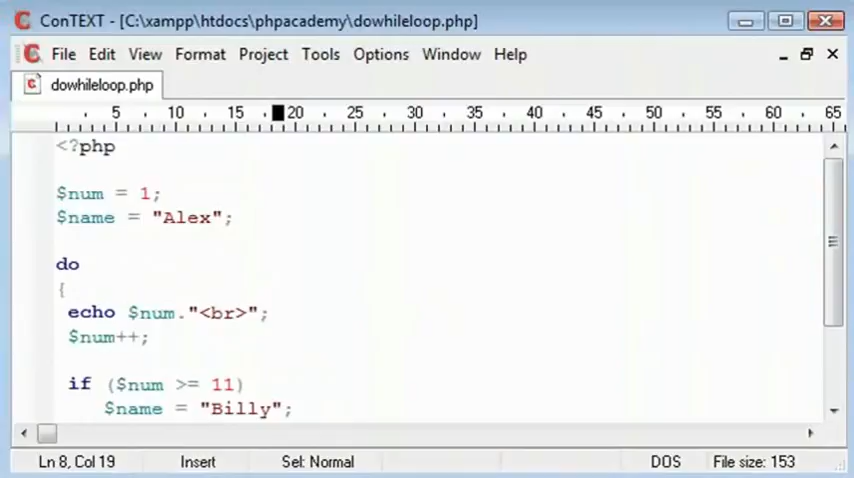 ConTEXT - [C:\xampp\htdocs\phpacademy\dowhileloop.php]
File Edit View Format Project Tools Options Window Help
dowhileloop.php
5 10 15 20 25 30 35 40 45 50 55 60 65
<?php
$num = 1;
$name = "Alex";
do
{
echo $num."<br>";
$num++;
if ($num >= 11)
$name = "Billy";
Ln 8, Col 19 Insert Sel: Normal DOS File size: 153